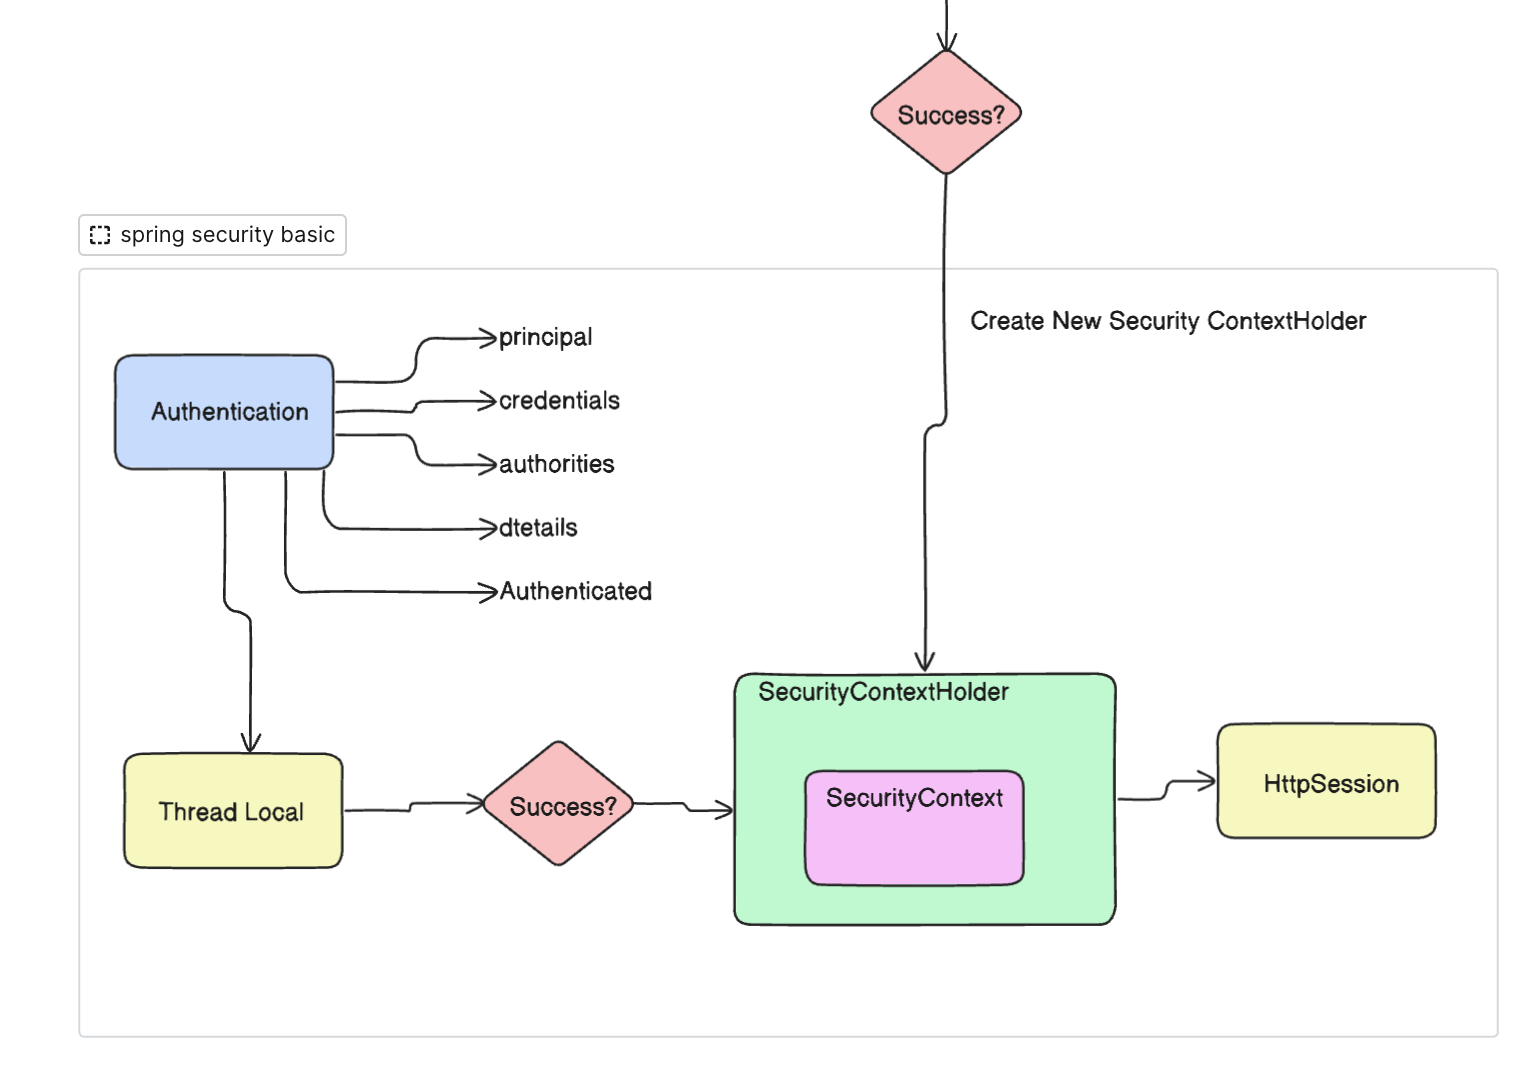 Success?
spring security basic
Create New Security ContextHolder
principal
credentials
Authentication
authorities
dtetails
Authenticated
SecurityContextHolder
Thread Local
Success?
SecurityContext
HttpSession